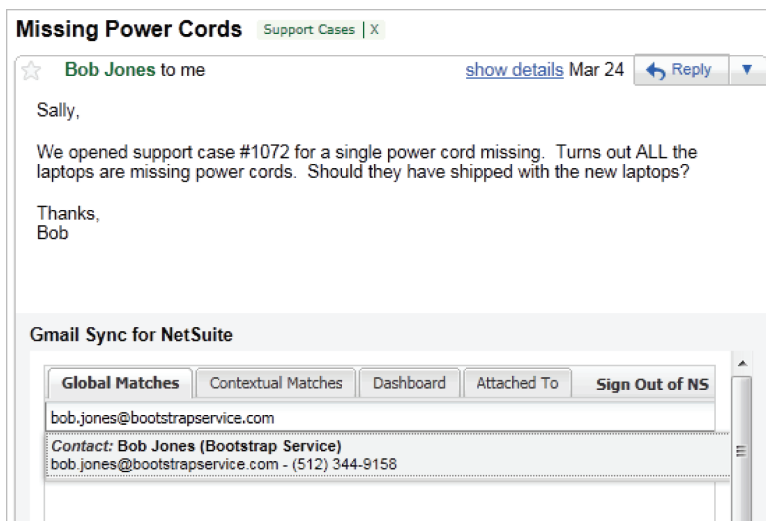 Missing Power Cords Support Cases | X
Bob Jones to me show details Mar 24 Reply
Sally,
We opened support case #1072 for a single power cord missing. Turns out ALL the
laptops are missing power cords. Should they have shipped with the new laptops?
Thanks,
Bob
Gmail Sync for NetSuite
Global Matches Contextual Matches Dashboard Attached To Sign Out of NS
bob.jones@bootstrapservice.com
Contact: Bob Jones (Bootstrap Service)
bob.jones@bootstrapservice.com - (512) 344-9158